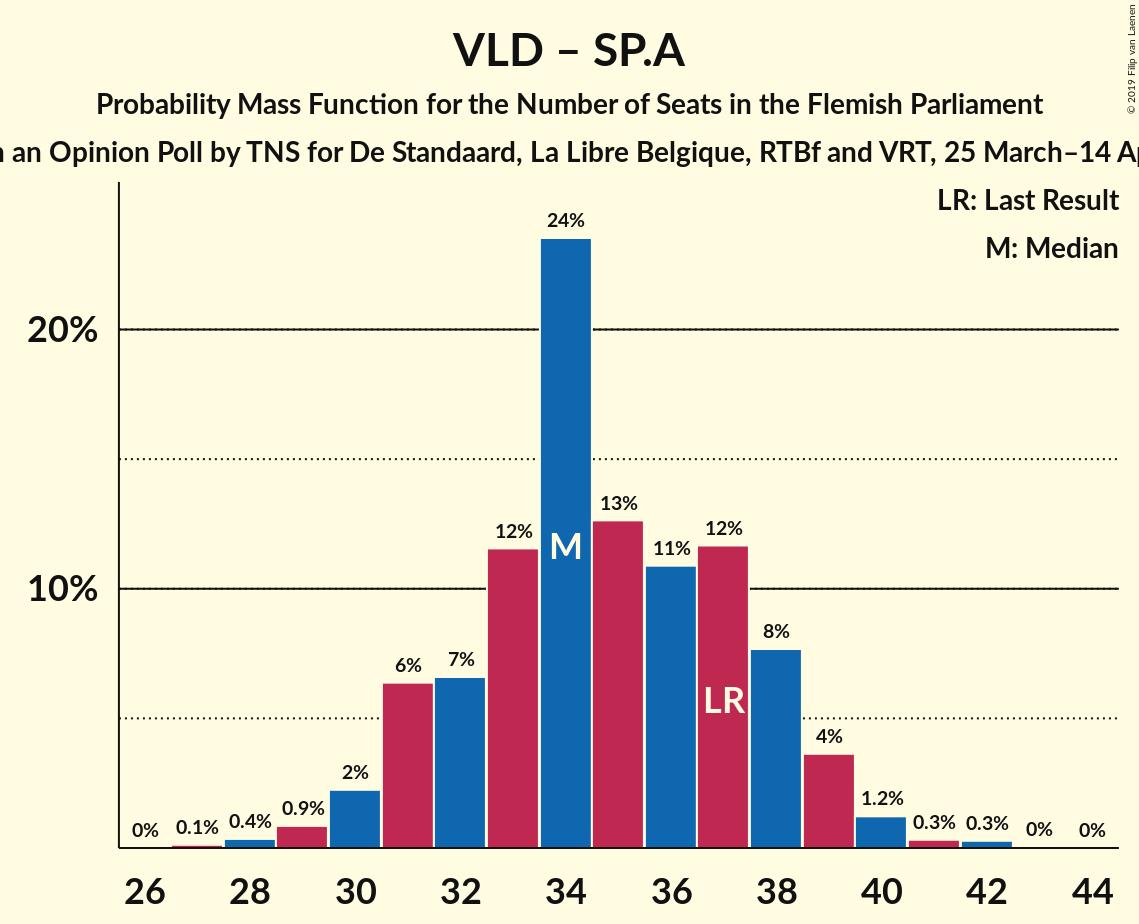 VLD – SP.A
Probability Mass Function for the Number of Seats in the Flemish Parliament
an Opinion Poll by TNS for De Standaard, La Libre Belgique, RTBf and VRT, 25 March–14
© 2019 Filip van Laenen
LR: Last Result
M: Median
20%
10%
0% 0.1% 0.4% 0.9% 2% 6% 7% 12% 24% 13% 11% 12% 8% 4% 1.2% 0.3% 0.3% 0% 0%
M
LR
26 28 30 32 34 36 38 40 42 44